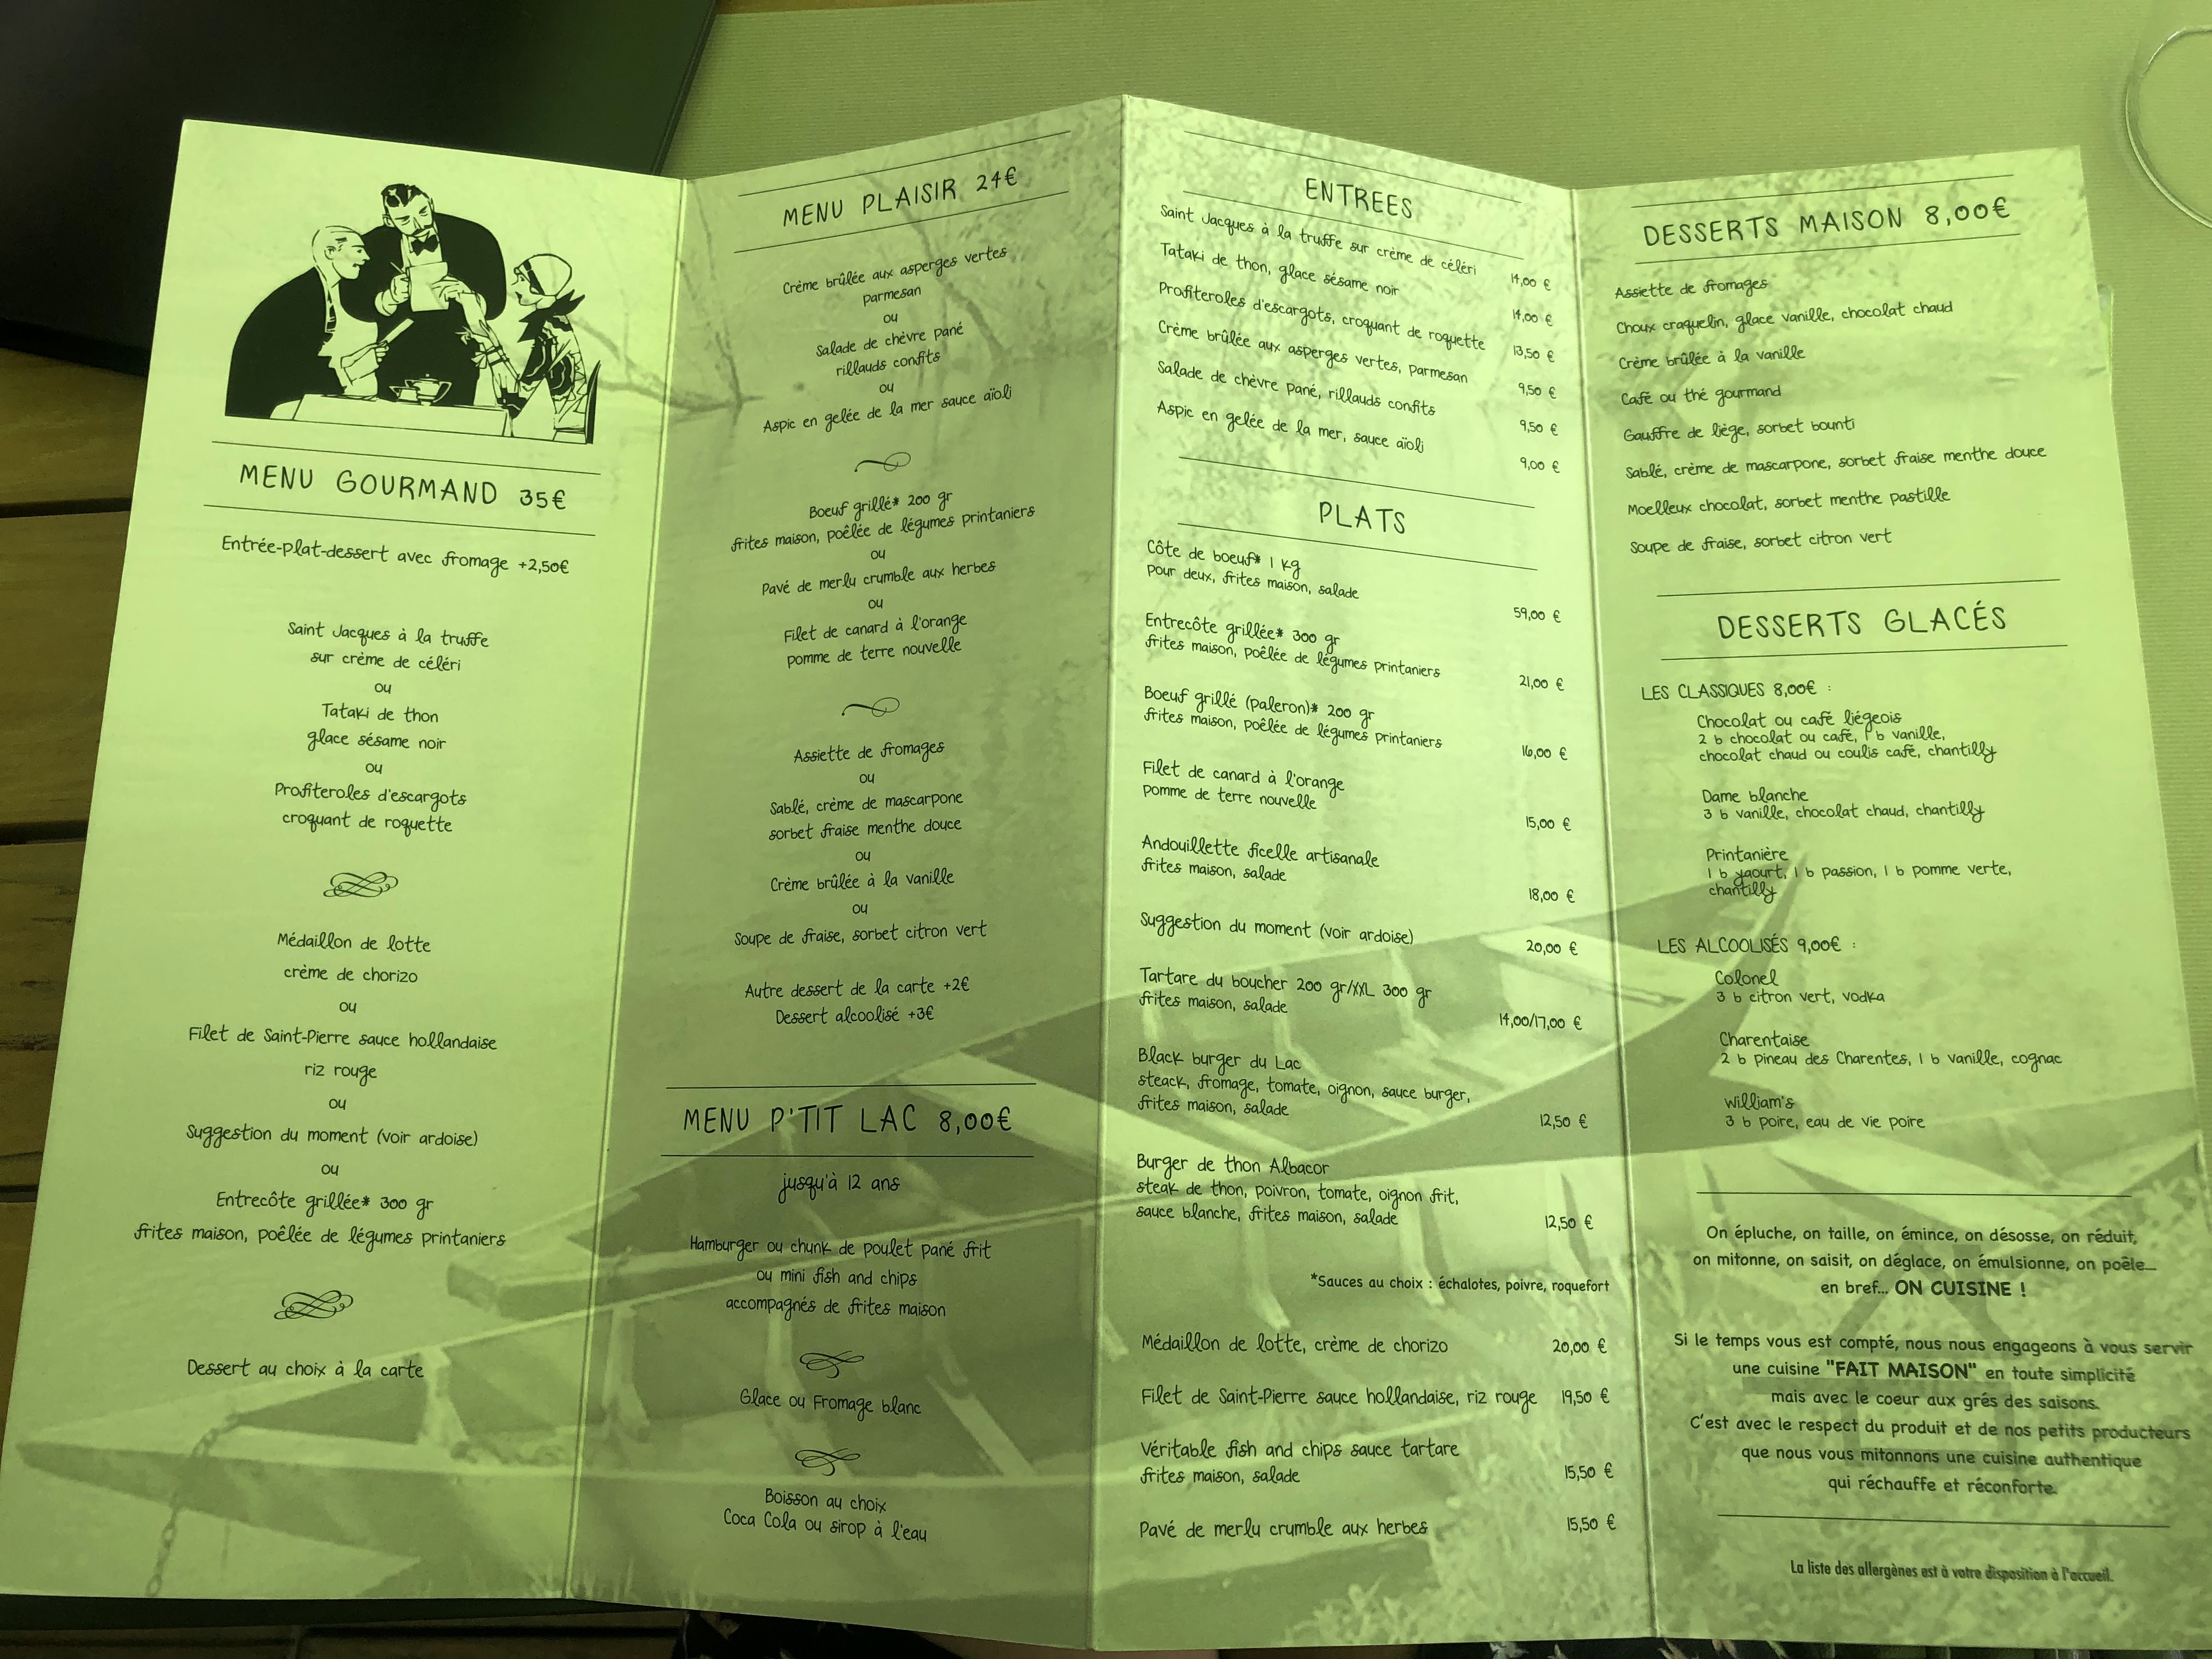 MENU GOURMAND 35€
Entrée-plat-dessert avec fromage +2,50€
Saint Jacques à la truffe
sur crème de céléri
ou
Tataki de thon
glace sésame noir
ou
Profiteroles d'escargots
croquant de roquette
Médaillon de lotte
crème de chorizo
ou
Filet de Saint-Pierre sauce hollandaise
riz rouge
ou
Suggestion du moment (voir ardoise)
ou
Entrecôte grillée* 300 gr
frites maison, poêlée de légumes printaniers
Dessert au choix à la carte
MENU PLAISIR 24€
Crème brûlée aux asperges vertes
parmesan
ou
Salade de chèvre pané
rillauds confits
ou
Aspic en gelée de la mer sauce aïoli
Boeuf grillé* 200 gr
frites maison, poêlée de légumes printaniers
ou
Pavé de merlu crumble aux herbes
ou
Filet de canard à l'orange
pomme de terre nouvelle
Assiette de fromages
ou
Sablé, crème de mascarpone
sorbet fraise menthe douce
ou
Crème brûlée à la vanille
ou
Soupe de fraise, sorbet citron vert
Autre dessert de la carte +2€
Dessert alcoolisé +3€
MENU P'TIT LAC 8,00€
jusqu'à 12 ans
Hamburger ou chunk de poulet pané frit
ou mini fish and chips
accompagnés de frites maison
Glace ou Fromage blanc
Boisson au choix
Coca Cola ou sirop à l'eau
ENTREES
Saint Jacques à la truffe sur crème de céléri 14,00 €
Tataki de thon, glace sésame noir 14,00 €
Profiteroles d'escargots, croquant de roquette 13,50 €
Crème brûlée aux asperges vertes, parmesan 9,50 €
Salade de chèvre pané, rillauds confits 9,50 €
Aspic en gelée de la mer, sauce aïoli 9,00 €
PLATS
Côte de boeuf* 1 kg
pour deux, frites maison, salade 59,00 €
Entrecôte grillée* 300 gr
frites maison, poêlée de légumes printaniers 21,00 €
Boeuf grillé (paleron)* 200 gr
frites maison, poêlée de légumes printaniers 16,00 €
Filet de canard à l'orange
pomme de terre nouvelle 15,00 €
Andouillette ficelle artisanale
frites maison, salade 18,00 €
Suggestion du moment (voir ardoise) 20,00 €
Tartare du boucher 200 gr/XXL 300 gr
frites maison, salade 14,00/17,00 €
Black burger du Lac
steack, fromage, tomate, oignon, sauce burger,
frites maison, salade 12,50 €
Burger de thon Albacor
steak de thon, poivron, tomate, oignon frit,
sauce blanche, frites maison, salade 12,50 €
*Sauces au choix : échalotes, poivre, roquefort
Médaillon de lotte, crème de chorizo 20,00 €
Filet de Saint-Pierre sauce hollandaise, riz rouge 19,50 €
Véritable fish and chips sauce tartare
frites maison, salade 15,50 €
Pavé de merlu crumble aux herbes 15,50 €
DESSERTS MAISON 8,00€
Assiette de fromages
Choux craquelin, glace vanille, chocolat chaud
Crème brûlée à la vanille
Café ou thé gourmand
Gauffre de liège, sorbet bounti
Sablé, crème de mascarpone, sorbet fraise menthe douce
Moelleux chocolat, sorbet menthe pastille
Soupe de fraise, sorbet citron vert
DESSERTS GLACÉS
LES CLASSIQUES 8,00€ :
Chocolat ou café liégeois
2 b chocolat ou café, 1 b vanille,
chocolat chaud ou coulis café, chantilly
Dame blanche
3 b vanille, chocolat chaud, chantilly
Printanière
1 b yaourt, 1 b passion, 1 b pomme verte,
chantilly
LES ALCOOLISÉS 9,00€ :
Colonel
3 b citron vert, vodka
Charentaise
2 b pineau des Charentes, 1 b vanille, cognac
William's
3 b poire, eau de vie poire
On épluche, on taille, on émince, on désosse, on réduit,
on mitonne, on saisit, on déglace, on émulsionne, on poêle...
en bref... ON CUISINE !
Si le temps vous est compté, nous nous engageons à vous servir
une cuisine "FAIT MAISON" en toute simplicité
mais avec le coeur aux grés des saisons.
C'est avec le respect du produit et de nos petits producteurs
que nous vous mitonnons une cuisine authentique
qui réchauffe et réconforte.
La liste des allergènes est à votre disposition à l'accueil.